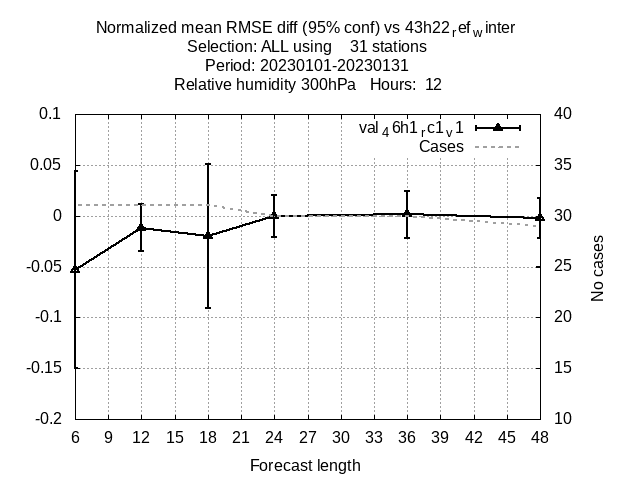 Normalized mean RMSE diff (95% conf) vs 43h22ref winter
Selection: ALL using    31 stations
Period: 20230101-20230131
Relative humidity 300hPa   Hours:  12
val46h1rc1v1
Cases
0.1
0.05
0
-0.05
-0.1
-0.15
-0.2
40
35
30
25
20
15
10
No cases
6 9 12 15 18 21 24 27 30 33 36 39 42 45 48
Forecast length